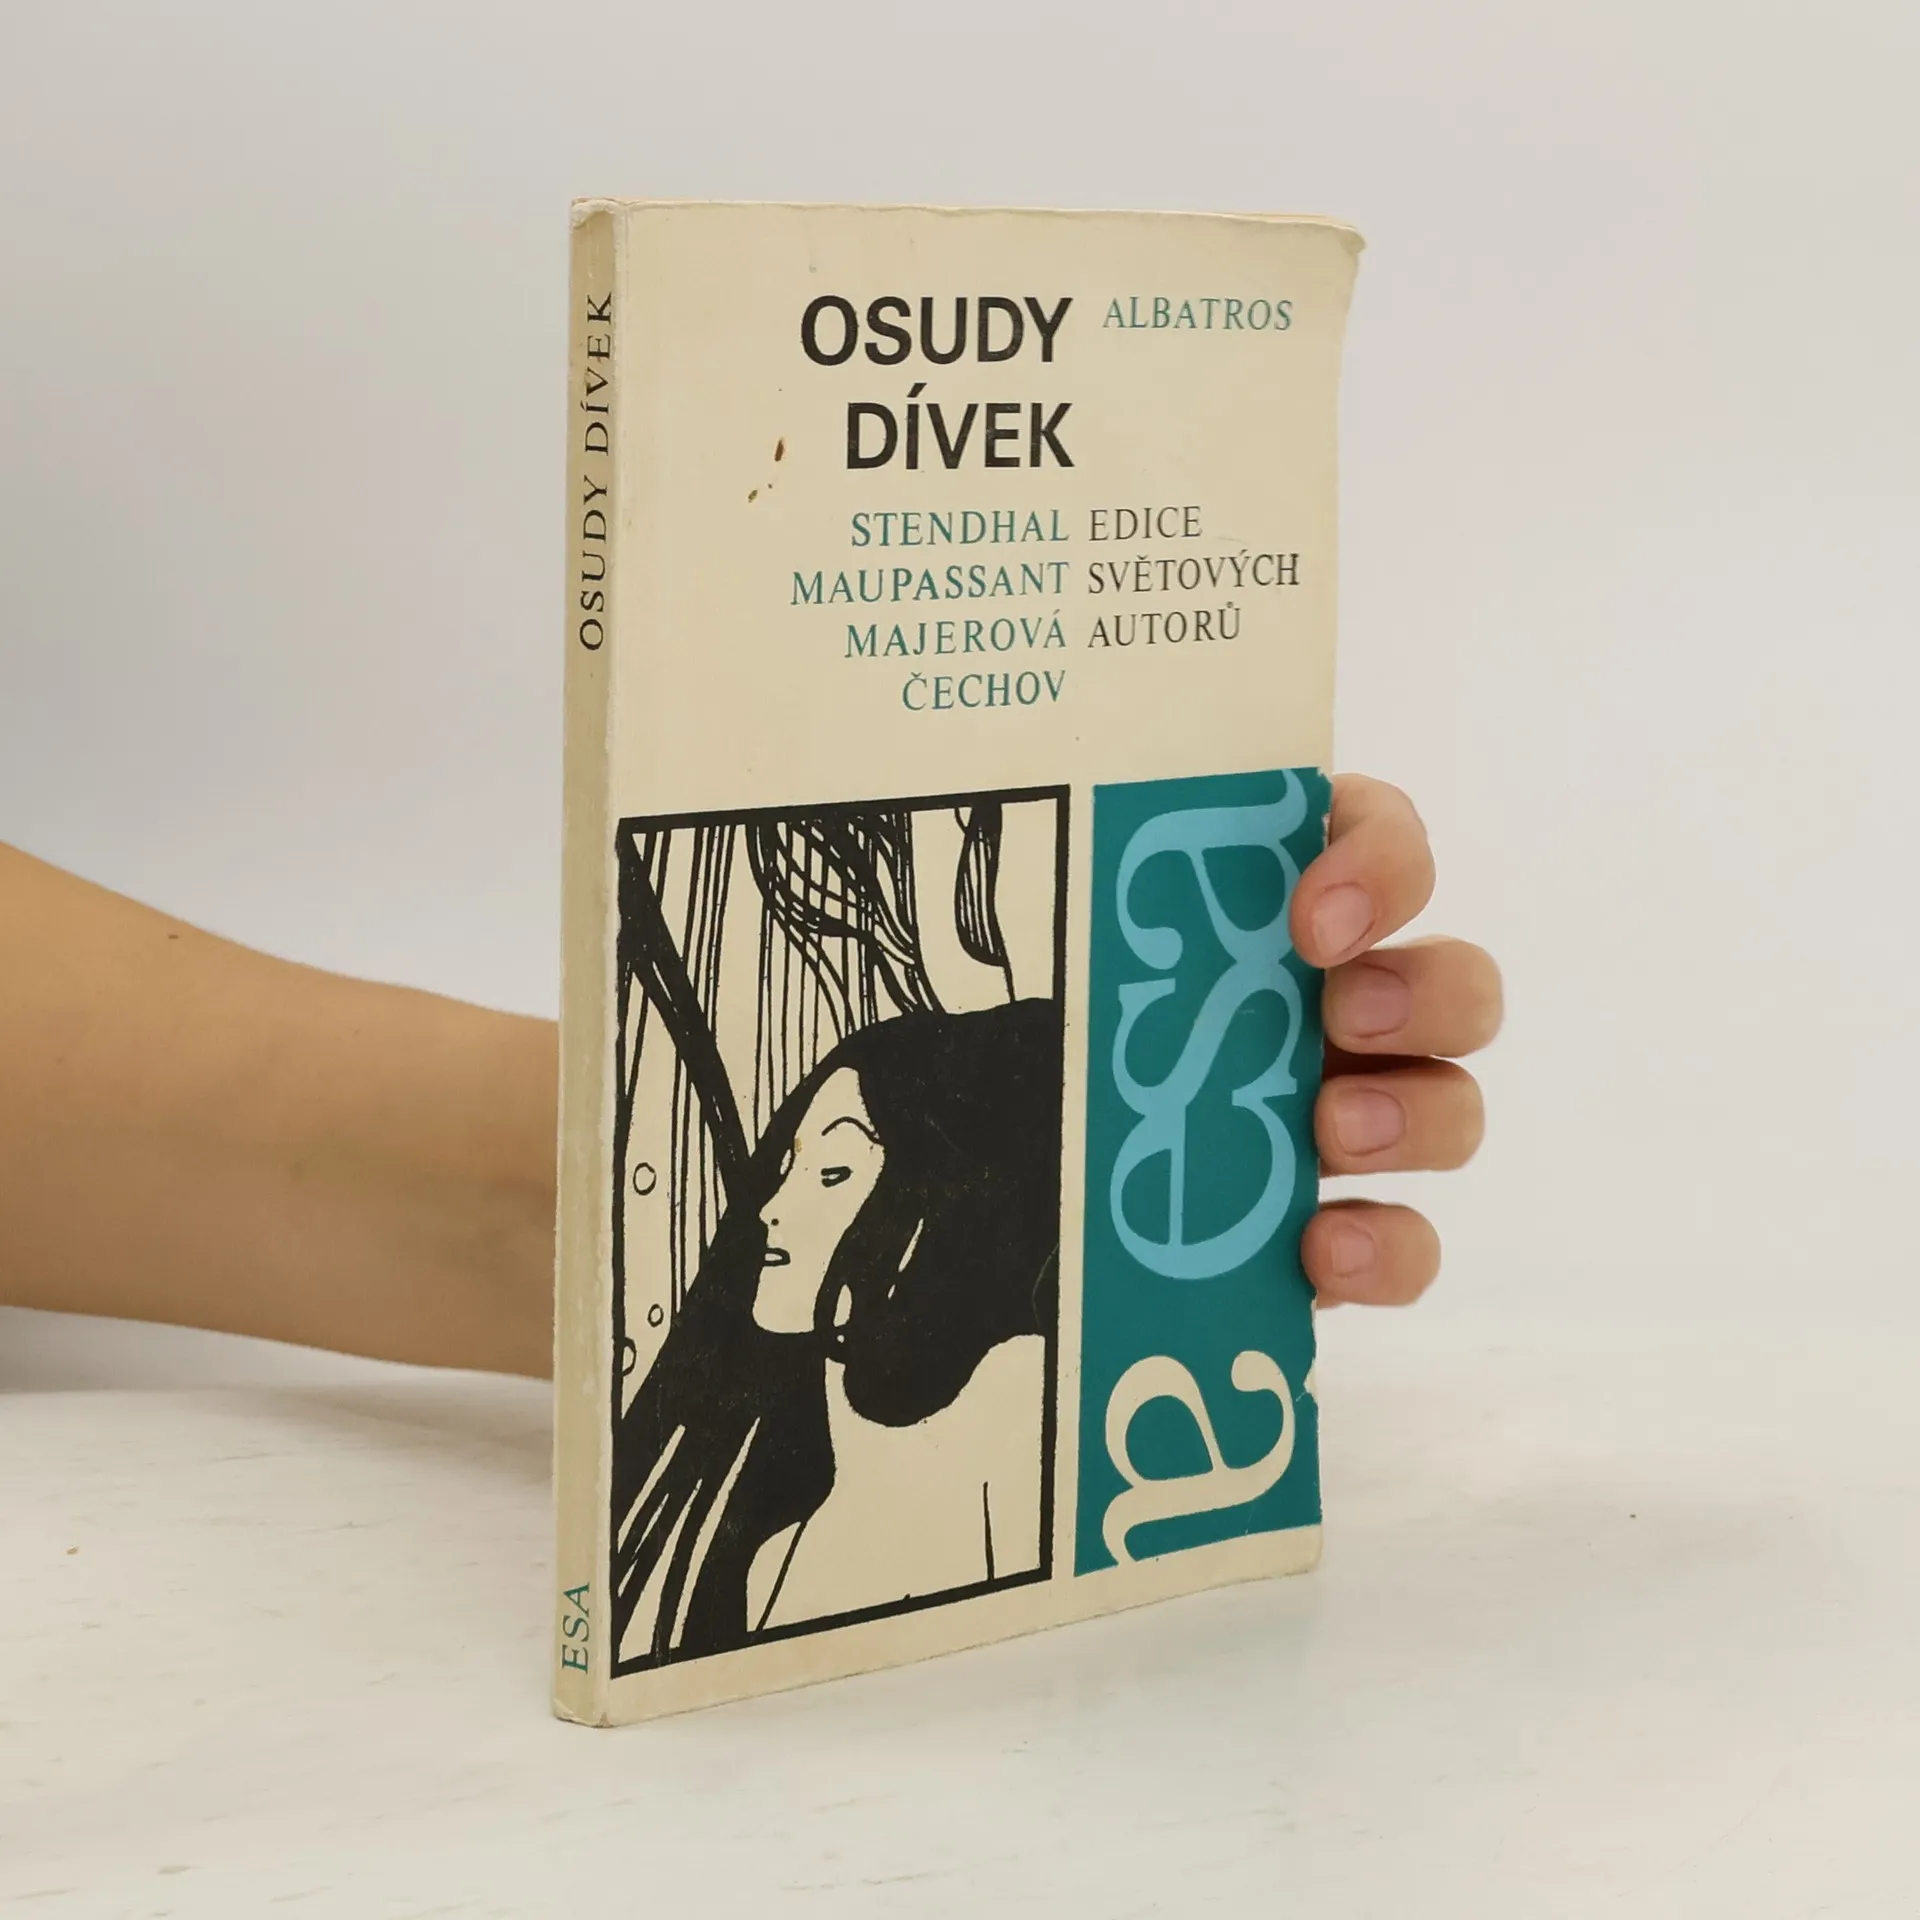 OSUDY DÍVEK
ESA
OSUDY
DÍVEK
ALBATROS
STENDHAL
MAUPASSANT
MAJEROVÁ
ČECHOV
EDICE
SVĚTOVÝCH
AUTORŮ
a esa